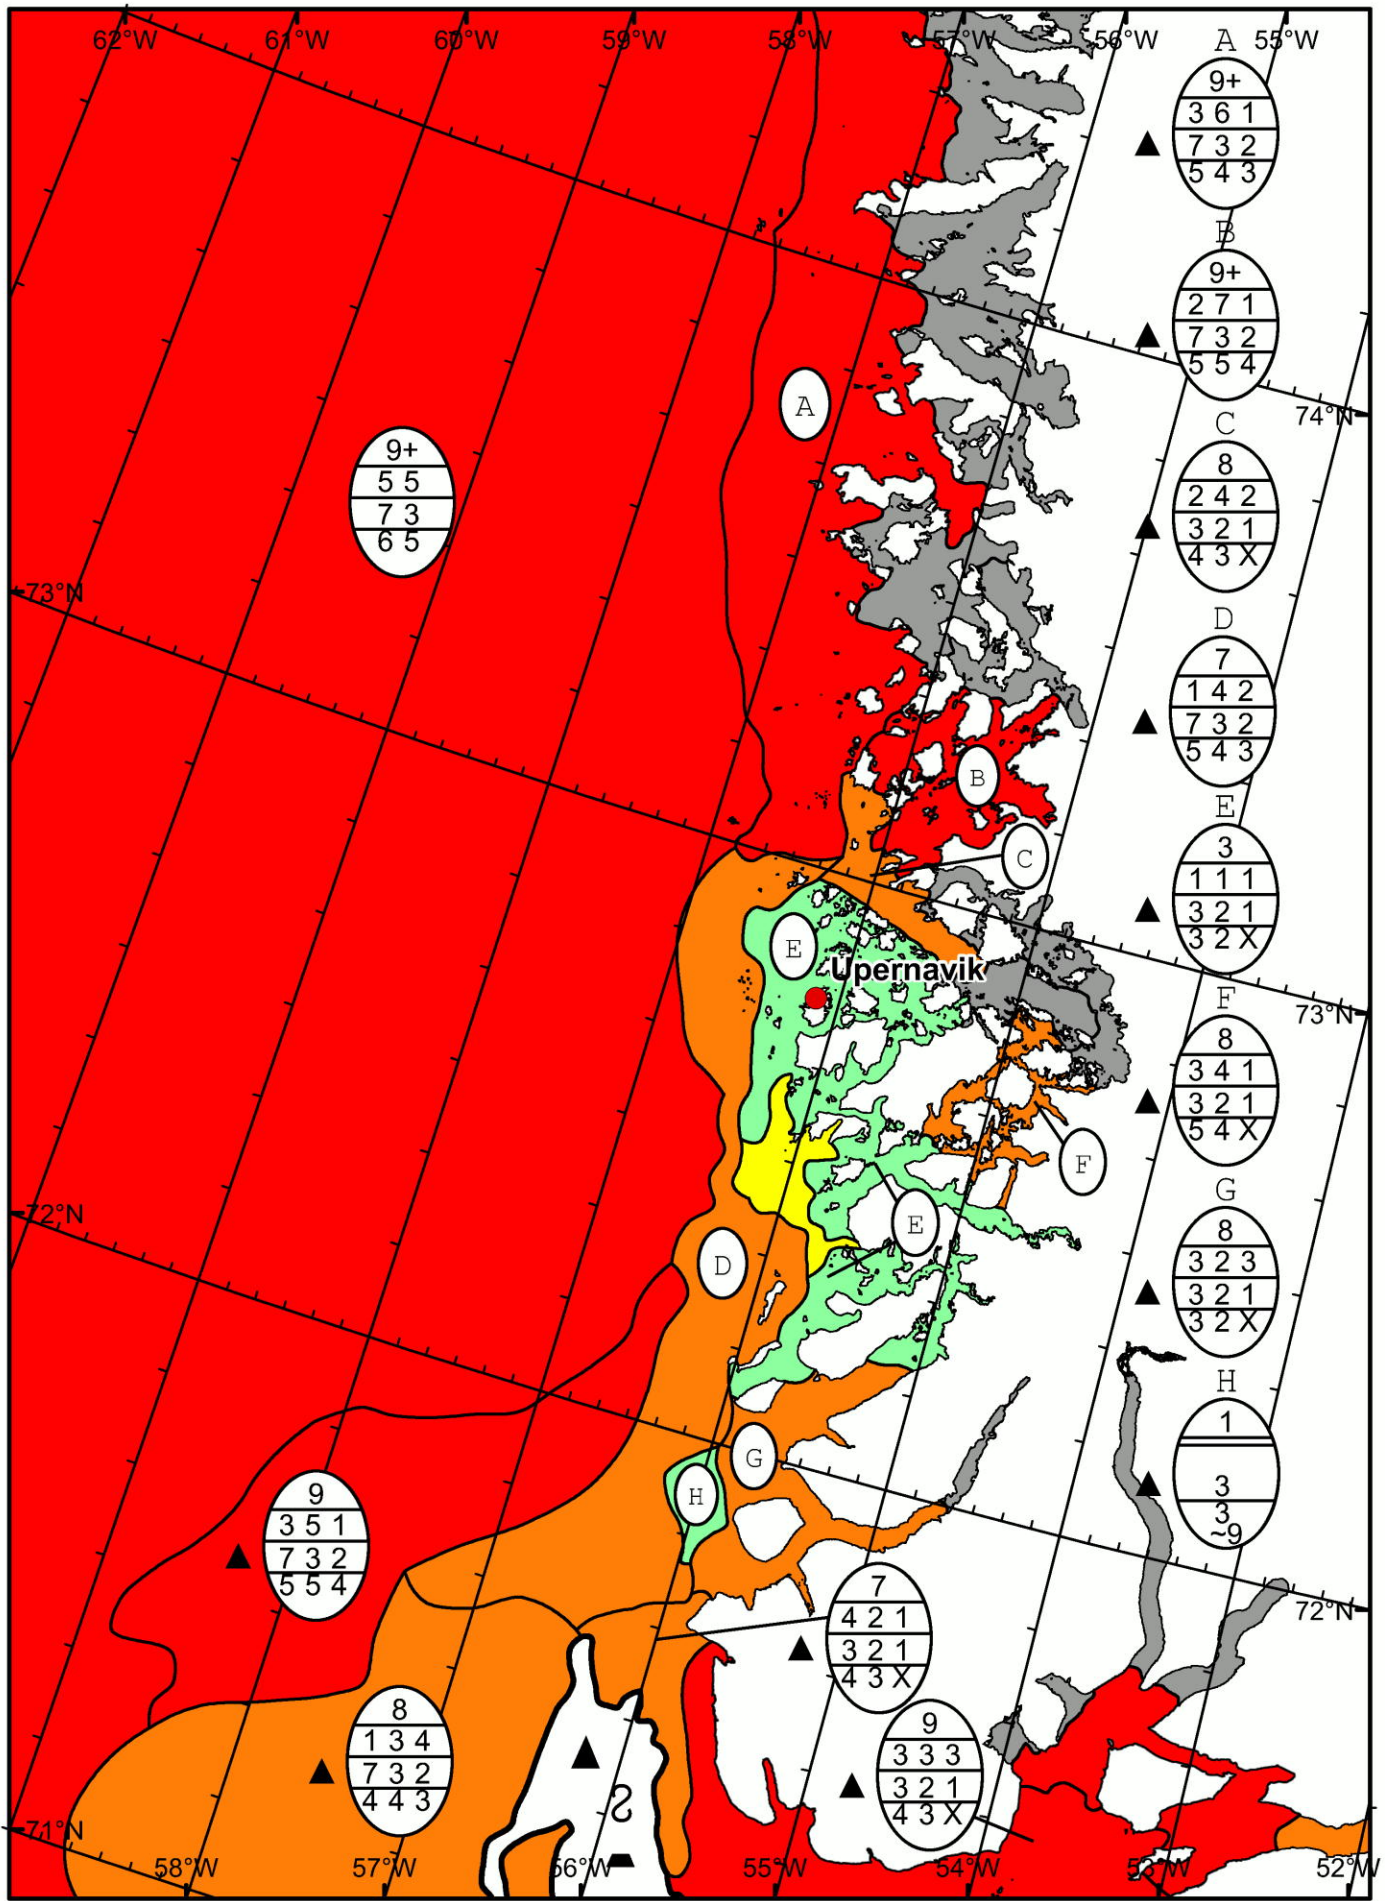 62°W 61°W 60°W 59°W 58°W 57°W 56°W 55°W
A
9+
3 6 1
7 3 2
5 4 3
B
9+
2 7 1
7 3 2
5 5 4
74°N
A
9+
5 5
7 3
6 5
C
8
2 4 2
3 2 1
4 3 X
73°N
D
7
1 4 2
7 3 2
5 4 3
B
C
E
3
1 1 1
3 2 1
3 2 X
E
Upernavik
73°N
F
8
3 4 1
3 2 1
5 4 X
F
72°N
E
D
G
8
3 2 3
3 2 1
3 2 X
H
1
3
3
~9
G
H
9
3 5 1
7 3 2
5 5 4
7
4 2 1
3 2 1
4 3 X
72°N
8
1 3 4
7 3 2
4 4 3
9
3 3 3
3 2 1
4 3 X
71°N
58°W 57°W 56°W 55°W 54°W 53°W 52°W